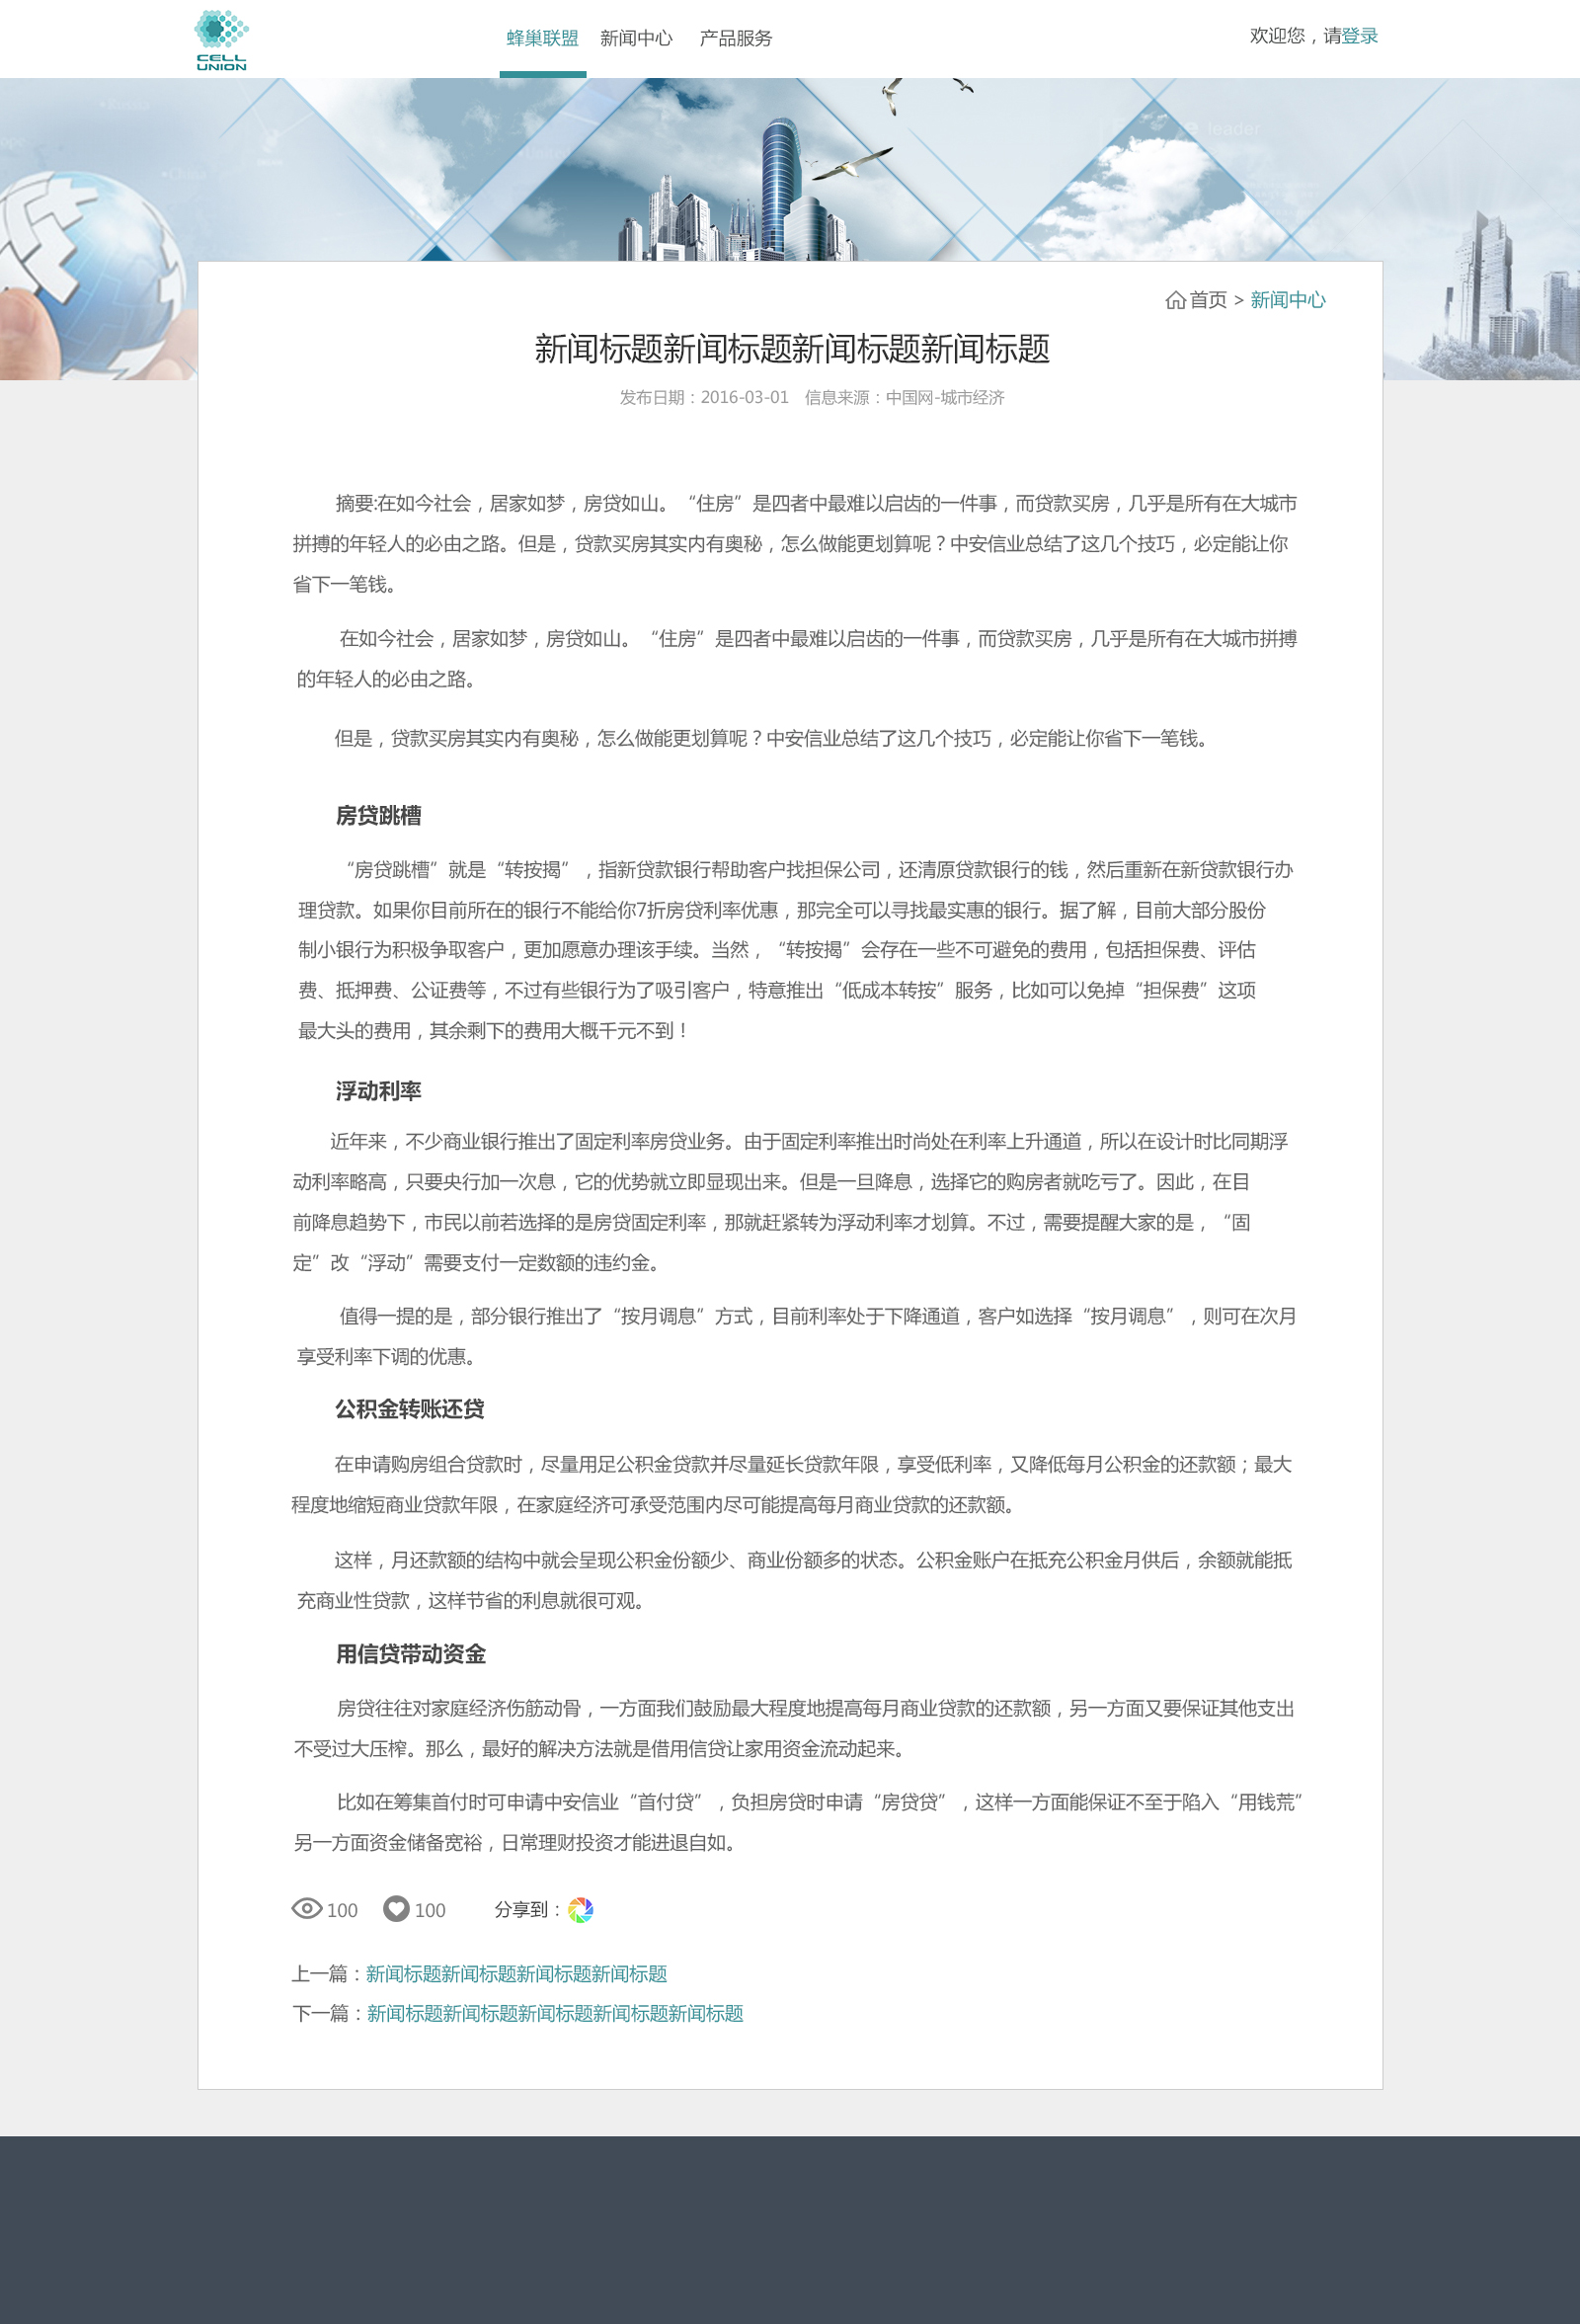 CELL
UNION
蜂巢联盟 新闻中心 产品服务
欢迎您，请登录
leader
首页 > 新闻中心
新闻标题新闻标题新闻标题新闻标题
发布日期：2016-03-01 信息来源：中国网-城市经济
摘要:在如今社会，居家如梦，房贷如山。“住房”是四者中最难以启齿的一件事，而贷款买房，几乎是所有在大城市
拼搏的年轻人的必由之路。但是，贷款买房其实内有奥秘，怎么做能更划算呢？中安信业总结了这几个技巧，必定能让你
省下一笔钱。
在如今社会，居家如梦，房贷如山。“住房”是四者中最难以启齿的一件事，而贷款买房，几乎是所有在大城市拼搏
的年轻人的必由之路。
但是，贷款买房其实内有奥秘，怎么做能更划算呢？中安信业总结了这几个技巧，必定能让你省下一笔钱。
房贷跳槽
“房贷跳槽”就是“转按揭”，指新贷款银行帮助客户找担保公司，还清原贷款银行的钱，然后重新在新贷款银行办
理贷款。如果你目前所在的银行不能给你7折房贷利率优惠，那完全可以寻找最实惠的银行。据了解，目前大部分股份
制小银行为积极争取客户，更加愿意办理该手续。当然，“转按揭”会存在一些不可避免的费用，包括担保费、评估
费、抵押费、公证费等，不过有些银行为了吸引客户，特意推出“低成本转按”服务，比如可以免掉“担保费”这项
最大头的费用，其余剩下的费用大概千元不到！
浮动利率
近年来，不少商业银行推出了固定利率房贷业务。由于固定利率推出时尚处在利率上升通道，所以在设计时比同期浮
动利率略高，只要央行加一次息，它的优势就立即显现出来。但是一旦降息，选择它的购房者就吃亏了。因此，在目
前降息趋势下，市民以前若选择的是房贷固定利率，那就赶紧转为浮动利率才划算。不过，需要提醒大家的是，“固
定”改“浮动”需要支付一定数额的违约金。
值得一提的是，部分银行推出了“按月调息”方式，目前利率处于下降通道，客户如选择“按月调息”，则可在次月
享受利率下调的优惠。
公积金转账还贷
在申请购房组合贷款时，尽量用足公积金贷款并尽量延长贷款年限，享受低利率，又降低每月公积金的还款额；最大
程度地缩短商业贷款年限，在家庭经济可承受范围内尽可能提高每月商业贷款的还款额。
这样，月还款额的结构中就会呈现公积金份额少、商业份额多的状态。公积金账户在抵充公积金月供后，余额就能抵
充商业性贷款，这样节省的利息就很可观。
用信贷带动资金
房贷往往对家庭经济伤筋动骨，一方面我们鼓励最大程度地提高每月商业贷款的还款额，另一方面又要保证其他支出
不受过大压榨。那么，最好的解决方法就是借用信贷让家用资金流动起来。
比如在筹集首付时可申请中安信业“首付贷”，负担房贷时申请“房贷贷”，这样一方面能保证不至于陷入“用钱荒”
另一方面资金储备宽裕，日常理财投资才能进退自如。
100 100 分享到：
上一篇：新闻标题新闻标题新闻标题新闻标题
下一篇：新闻标题新闻标题新闻标题新闻标题新闻标题